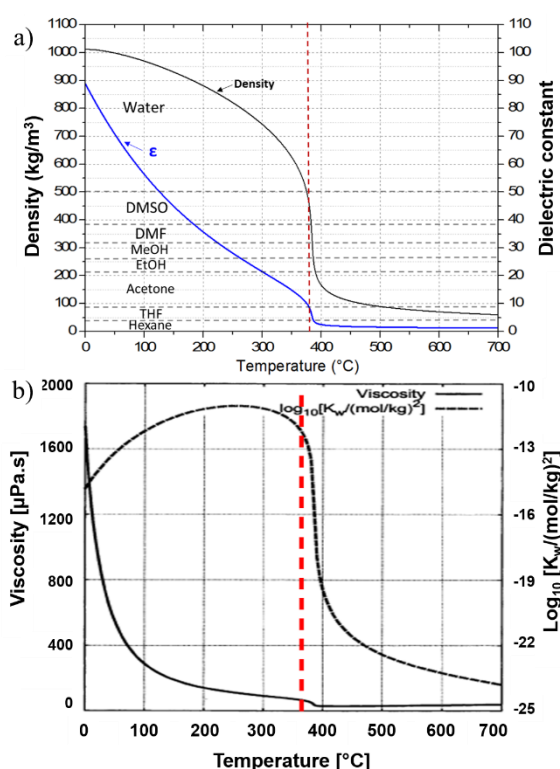 a)
1100
1000
900
800
700
600
500
400
300
200
100
0
Density (kg/m³)
110
100
90
80
70
60
50
40
30
20
10
0
Dielectric constant
Density
Water
ε
DMSO
DMF
MeOH
EtOH
Acetone
THF
Hexane
0 100 200 300 400 500 600 700
Temperature (°C)
b)
2000
1600
1200
800
400
0
Viscosity [µPa.s]
-10
-13
-16
-19
-22
-25
Log₁₀ [Kw/(mol/kg)²]
Viscosity
log₁₀[Kw/(mol/kg)²]
0 100 200 300 400 500 600 700
Temperature [°C]